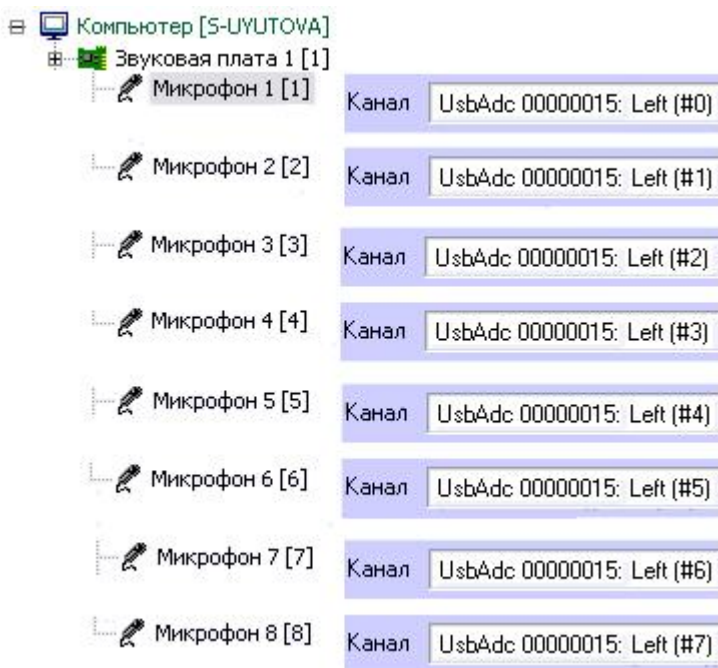 Компьютер [S-UYUTOVA]
Звуковая плата 1 [1]
Микрофон 1 [1]
Канал UsbAdc 00000015: Left (#0)
Микрофон 2 [2]
Канал UsbAdc 00000015: Left (#1)
Микрофон 3 [3]
Канал UsbAdc 00000015: Left (#2)
Микрофон 4 [4]
Канал UsbAdc 00000015: Left (#3)
Микрофон 5 [5]
Канал UsbAdc 00000015: Left (#4)
Микрофон 6 [6]
Канал UsbAdc 00000015: Left (#5)
Микрофон 7 [7]
Канал UsbAdc 00000015: Left (#6)
Микрофон 8 [8]
Канал UsbAdc 00000015: Left (#7)